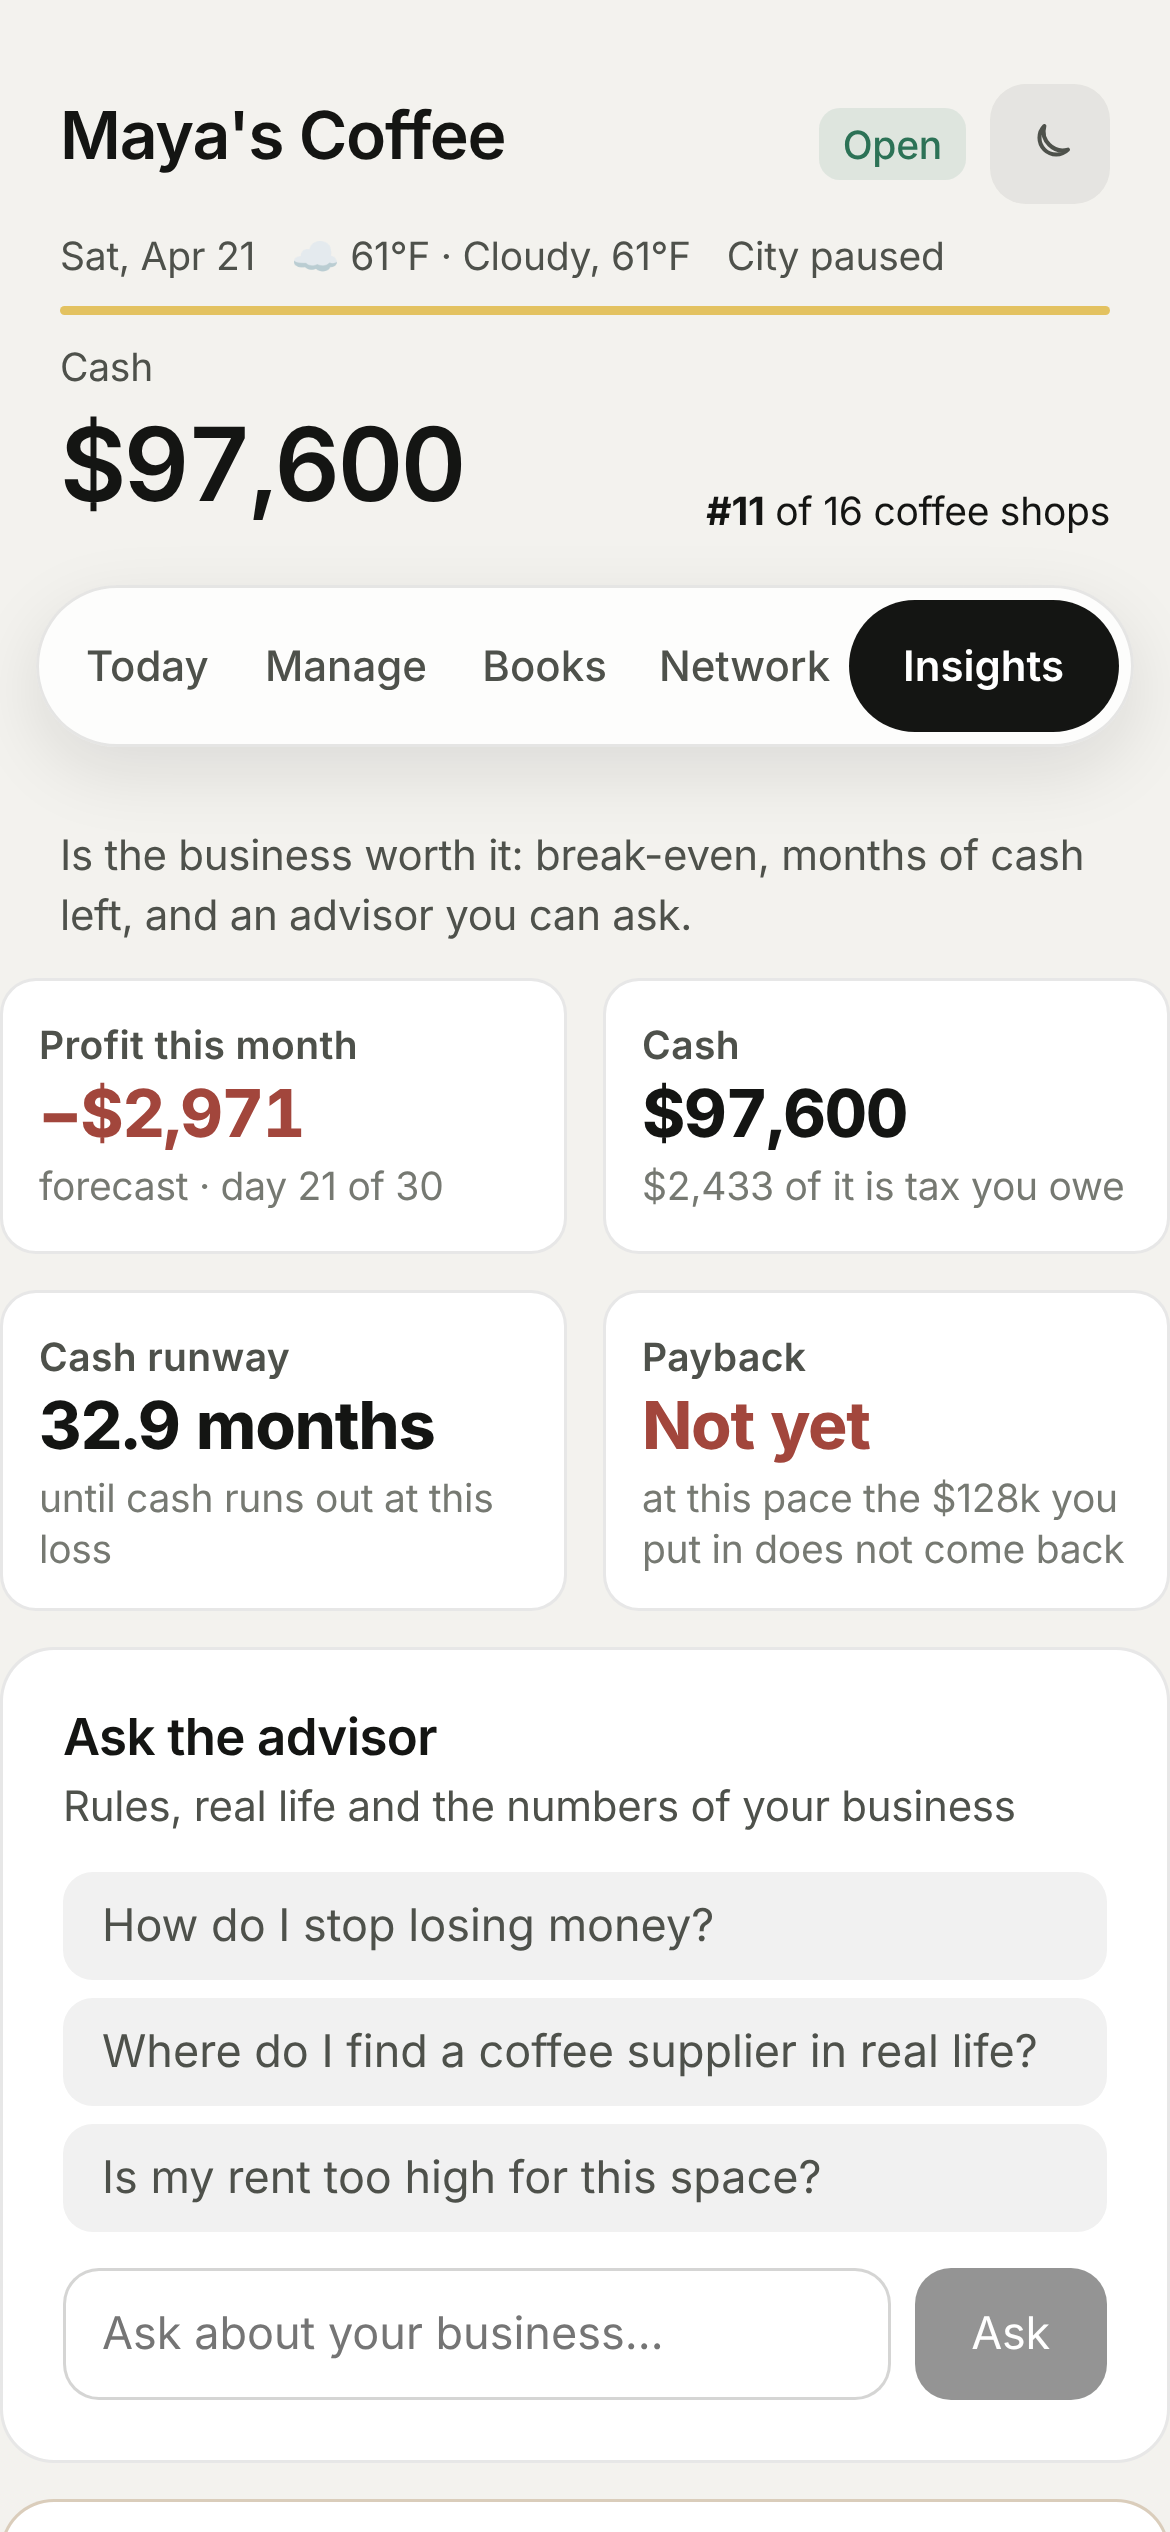 Maya's Coffee
Open
Sat, Apr 21 ☁️ 61°F · Cloudy, 61°F City paused
Cash
$97,600
#11 of 16 coffee shops
Today Manage Books Network Insights
Is the business worth it: break-even, months of cash
left, and an advisor you can ask.
Profit this month
–$2,971
forecast · day 21 of 30
Cash
$97,600
$2,433 of it is tax you owe
Cash runway
32.9 months
until cash runs out at this
loss
Payback
Not yet
at this pace the $128k you
put in does not come back
Ask the advisor
Rules, real life and the numbers of your business
How do I stop losing money?
Where do I find a coffee supplier in real life?
Is my rent too high for this space?
Ask about your business...
Ask